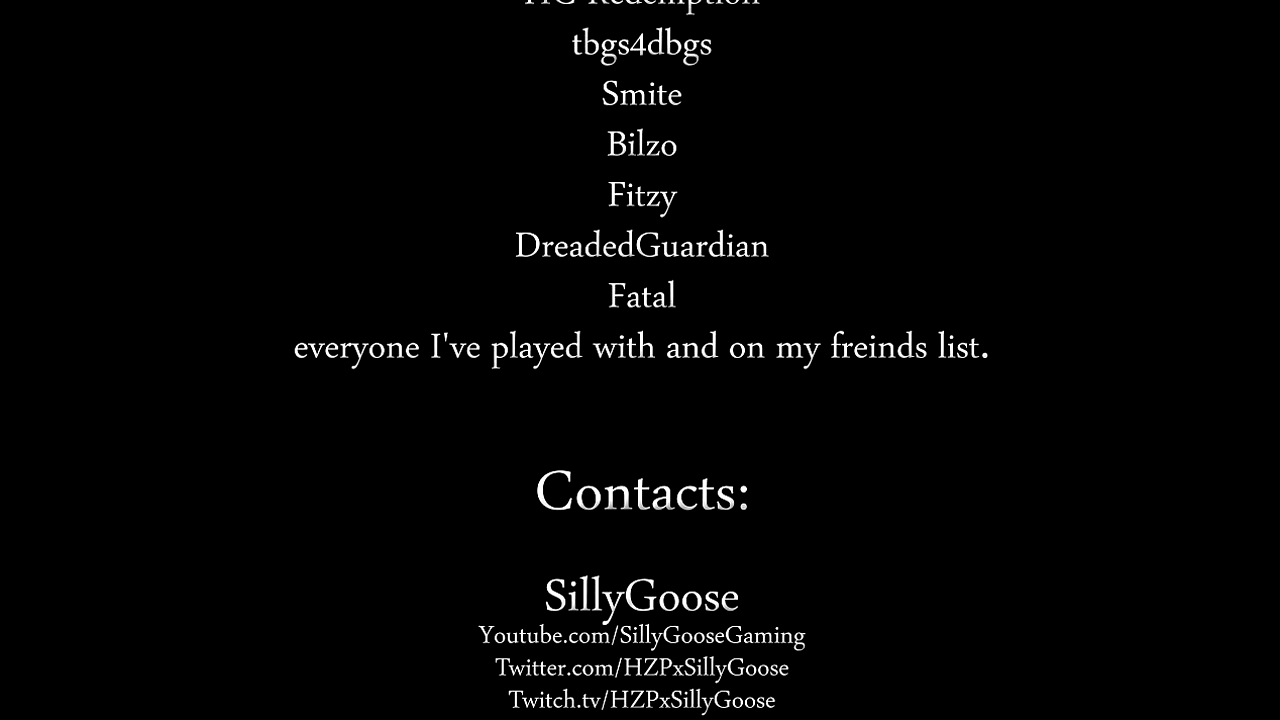 Redemption
tbgs4dbgs
Smite
Bilzo
Fitzy
DreadedGuardian
Fatal
everyone I've played with and on my freinds list.
Contacts:
SillyGoose
Youtube.com/SillyGooseGaming
Twitter.com/HZPxSillyGoose
Twitch.tv/HZPxSillyGoose